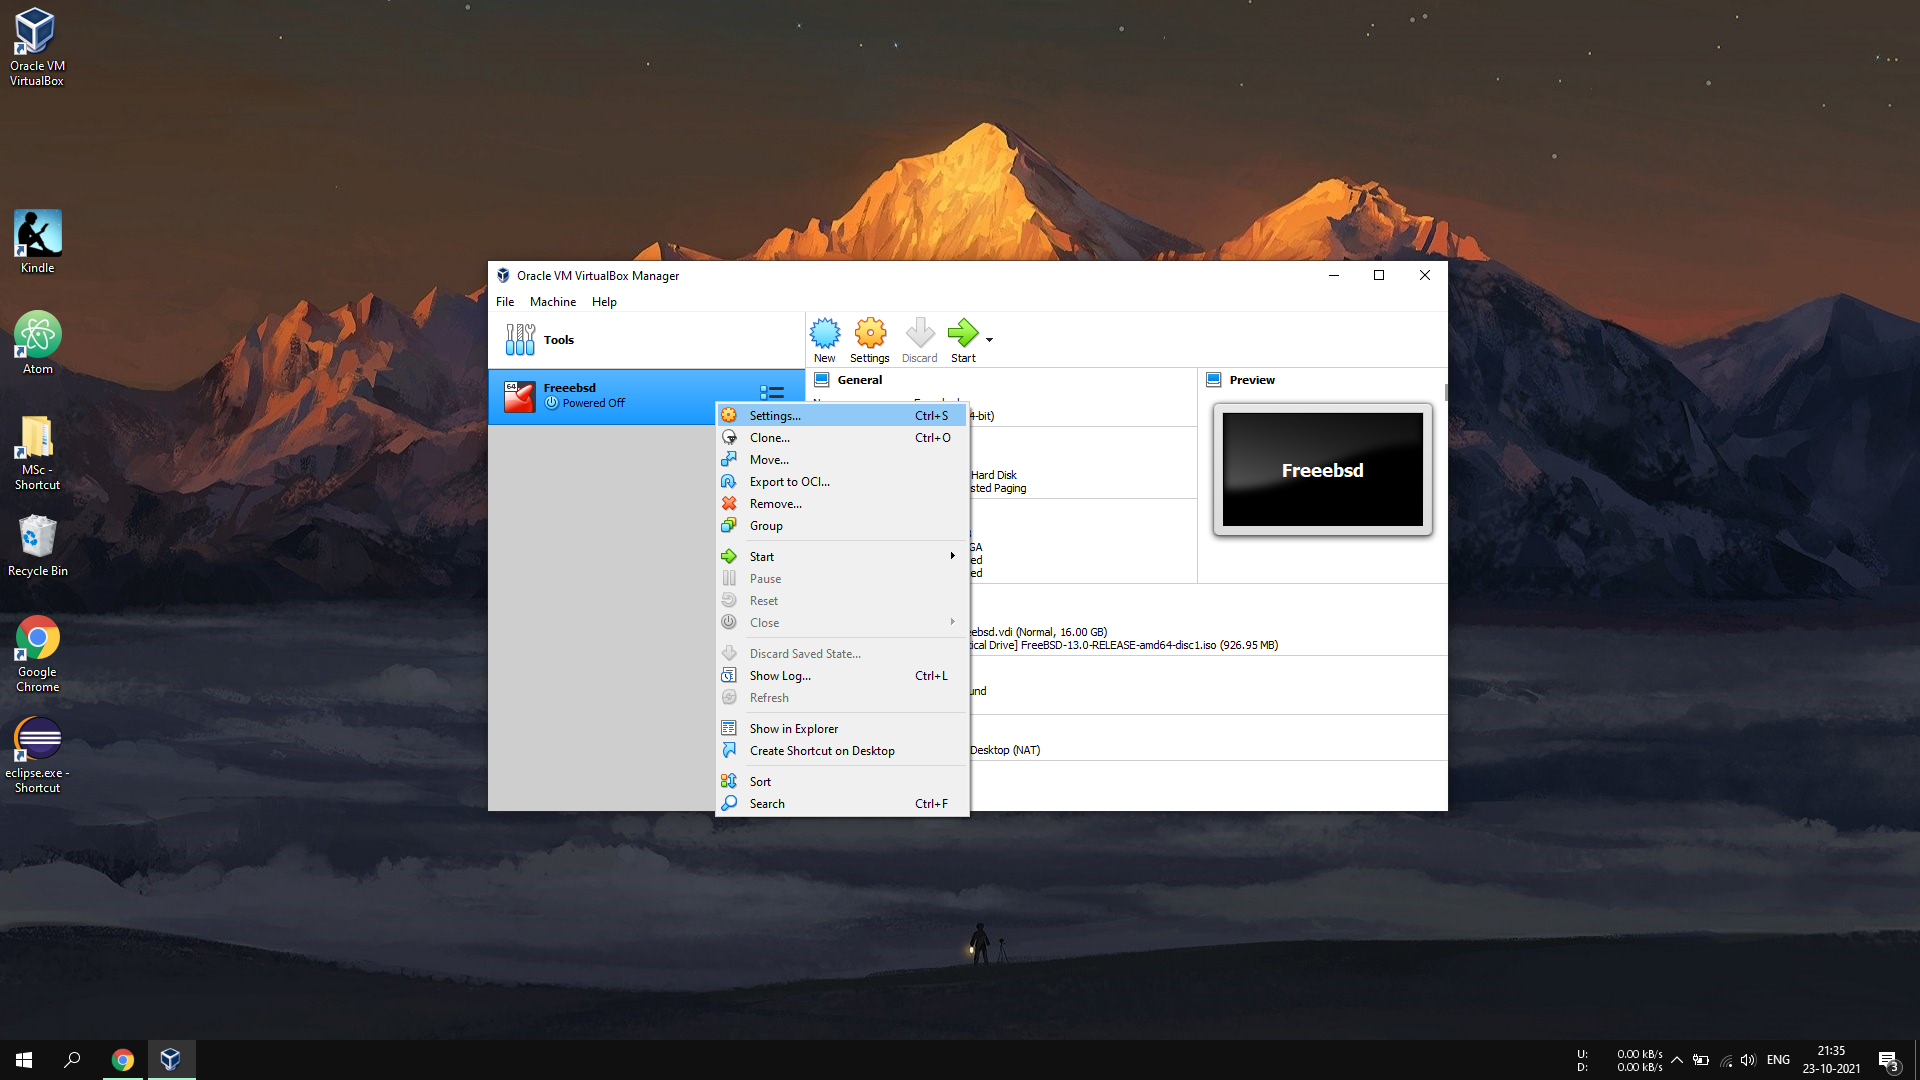 Oracle VM
VirtualBox
Kindle
Atom
MSc -
Shortcut
Recycle Bin
Google
Chrome
eclipse.exe -
Shortcut
Oracle VM VirtualBox Manager
File Machine Help
Tools
New Settings Discard Start
64
Freeebsd
Powered Off
General
4-bit)
Hard Disk
sted Paging
GA
ed
ed
eebsd.vdi (Normal, 16.00 GB)
ical Drive] FreeBSD-13.0-RELEASE-amd64-disc1.iso (926.95 MB)
und
Desktop (NAT)
Preview
Freeebsd
Settings... Ctrl+S
Clone... Ctrl+O
Move...
Export to OCI...
Remove...
Group
Start
Pause
Reset
Close
Discard Saved State...
Show Log... Ctrl+L
Refresh
Show in Explorer
Create Shortcut on Desktop
Sort
Search Ctrl+F
U: 0.00 kB/s
D: 0.00 kB/s
ENG
21:35
23-10-2021
3